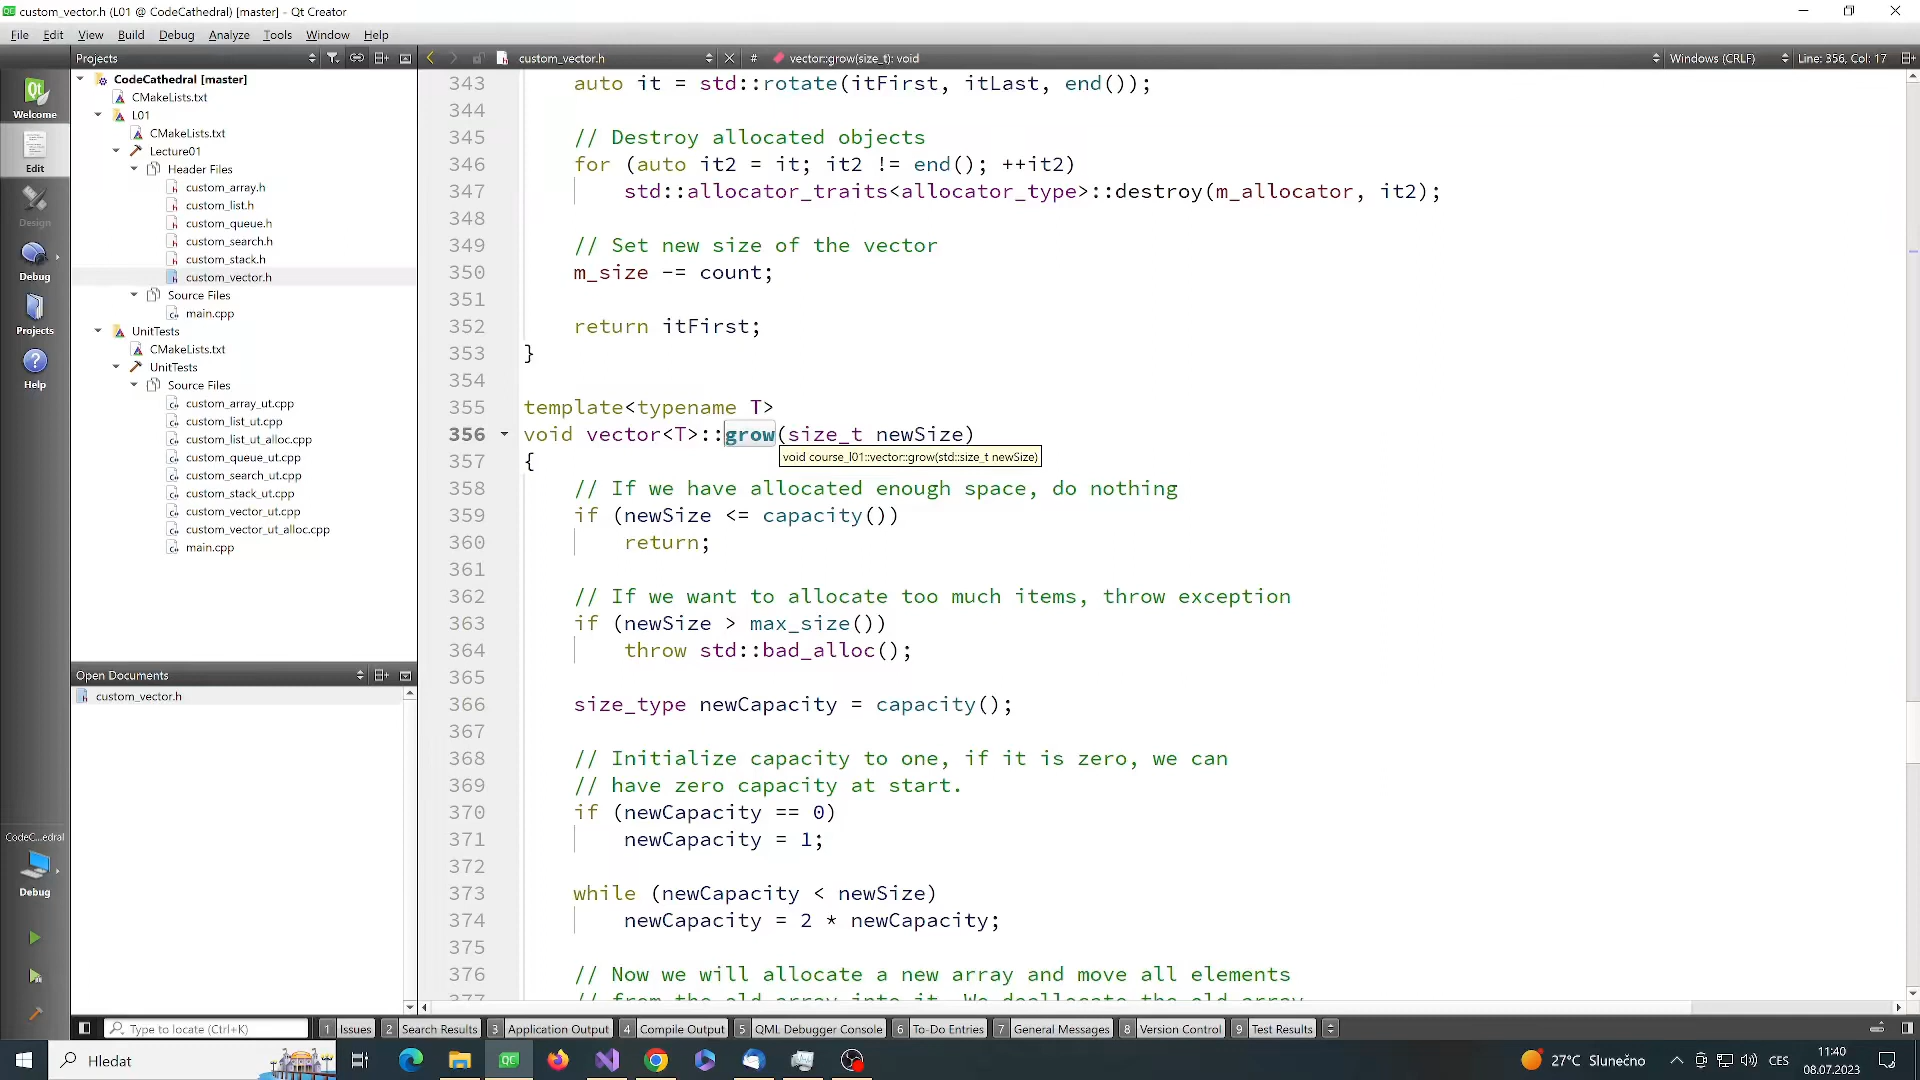 custom_vector.h (L01 @ CodeCathedral) [master] - Qt Creator
File Edit View Build Debug Analyze Tools Window Help
Projects
custom_vector.h
# vector::grow(size_t): void
Windows (CRLF)
Line: 356, Col: 17
Welcome
Edit
Design
Debug
Projects
Help
CodeC...edral
Debug
CodeCathedral [master]
CMakeLists.txt
L01
CMakeLists.txt
Lecture01
Header Files
custom_array.h
custom_list.h
custom_queue.h
custom_search.h
custom_stack.h
custom_vector.h
Source Files
main.cpp
UnitTests
CMakeLists.txt
UnitTests
Source Files
custom_array_ut.cpp
custom_list_ut.cpp
custom_list_ut_alloc.cpp
custom_queue_ut.cpp
custom_search_ut.cpp
custom_stack_ut.cpp
custom_vector_ut.cpp
custom_vector_ut_alloc.cpp
main.cpp
Open Documents
custom_vector.h
343 auto it = std::rotate(itFirst, itLast, end());
344
345 // Destroy allocated objects
346 for (auto it2 = it; it2 != end(); ++it2)
347 std::allocator_traits<allocator_type>::destroy(m_allocator, it2);
348
349 // Set new size of the vector
350 m_size -= count;
351
352 return itFirst;
353 }
354
355 template<typename T>
356 void vector<T>::grow(size_t newSize)
void course_l01::vector::grow(std::size_t newSize)
357 {
358 // If we have allocated enough space, do nothing
359 if (newSize <= capacity())
360 return;
361
362 // If we want to allocate too much items, throw exception
363 if (newSize > max_size())
364 throw std::bad_alloc();
365
366 size_type newCapacity = capacity();
367
368 // Initialize capacity to one, if it is zero, we can
369 // have zero capacity at start.
370 if (newCapacity == 0)
371 newCapacity = 1;
372
373 while (newCapacity < newSize)
374 newCapacity = 2 * newCapacity;
375
376 // Now we will allocate a new array and move all elements
377 // from the old array into it. We deallocate the old array
Type to locate (Ctrl+K)
1 Issues 2 Search Results 3 Application Output 4 Compile Output 5 QML Debugger Console 6 To-Do Entries 7 General Messages 8 Version Control 9 Test Results
Hledat
27°C Slunečno
CES
11:40
08.07.2023